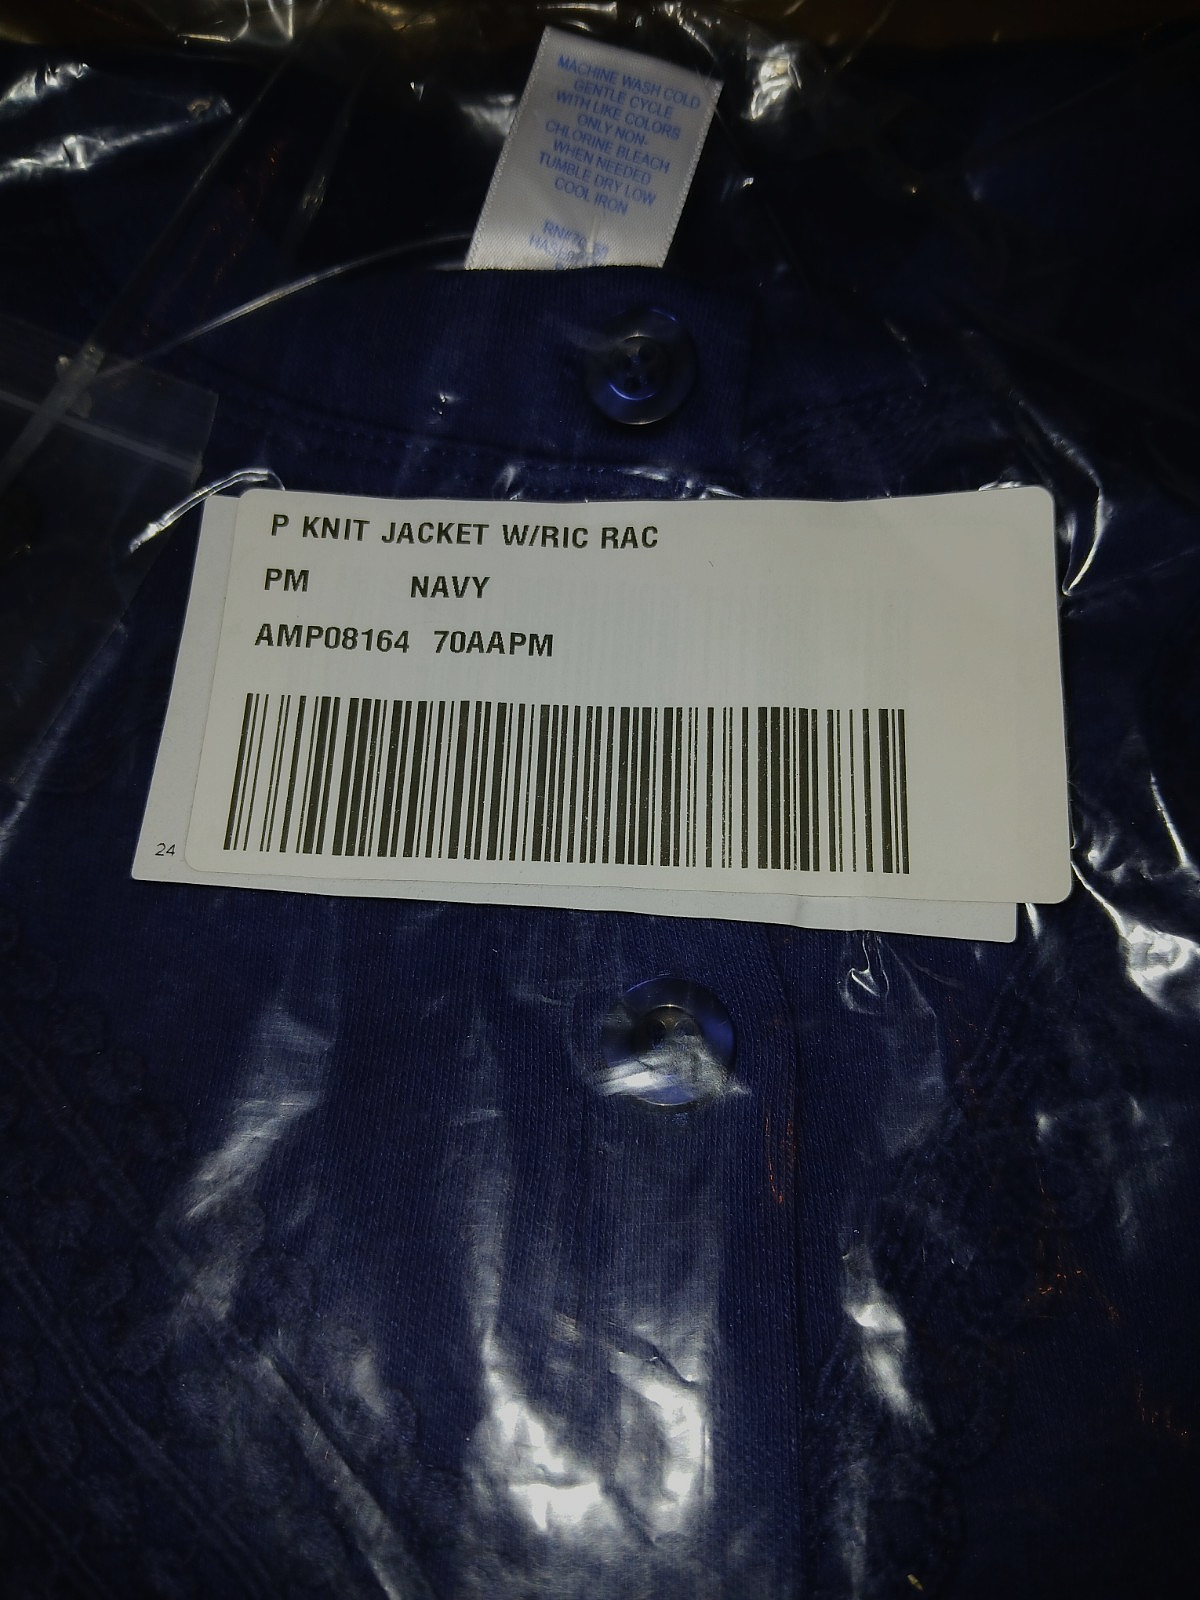 MACHINE WASH COLD
GENTLE CYCLE
WITH LIKE COLORS
ONLY NON-
CHLORINE BLEACH
WHEN NEEDED
TUMBLE DRY LOW
COOL IRON
P KNIT JACKET W/RIC RAC
PM NAVY
AMP08164 70AAPM
24